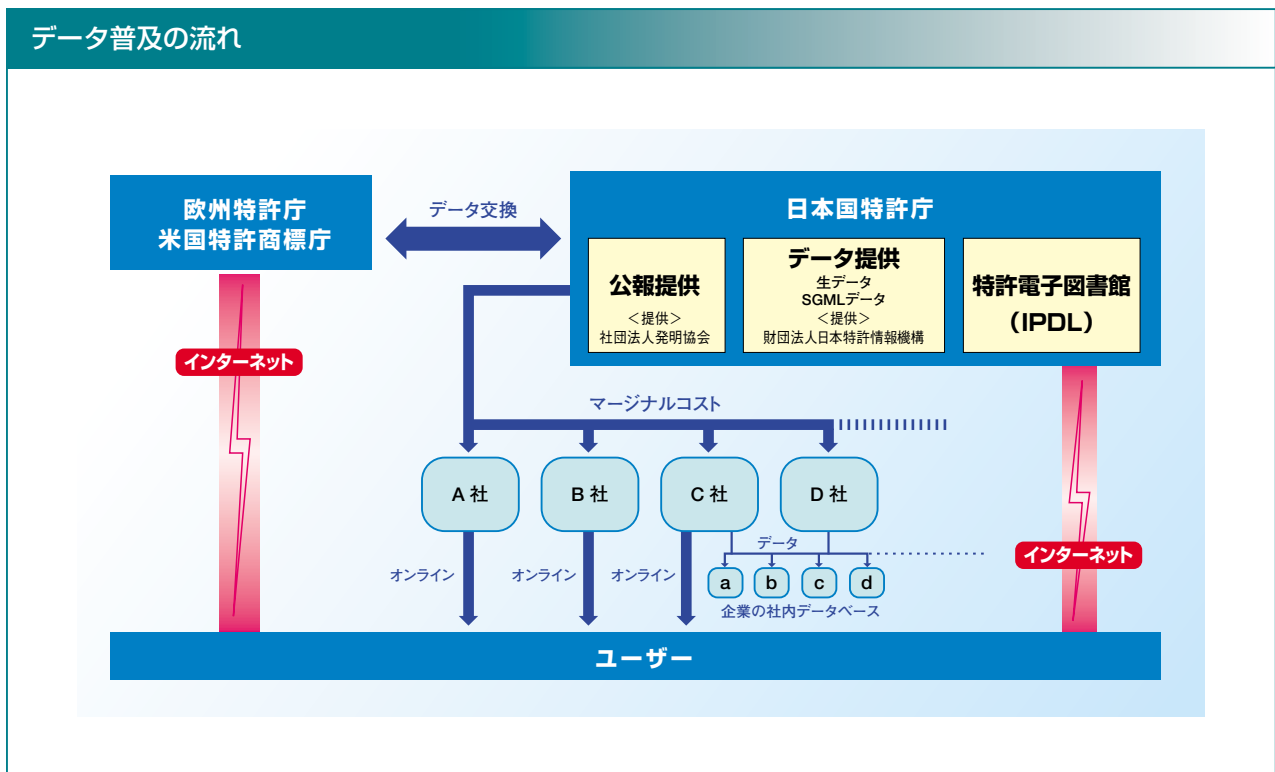 データ普及の流れ
欧州特許庁
米国特許商標庁
データ交換
日本国特許庁
公報提供
＜提供＞
社団法人発明協会
データ提供
生データ
SGMLデータ
＜提供＞
財団法人日本特許情報機構
特許電子図書館
（IPDL）
インターネット
マージナルコスト
A 社
B 社
C 社
D 社
データ
オンライン
オンライン
オンライン
a
b
c
d
企業の社内データベース
インターネット
ユーザー